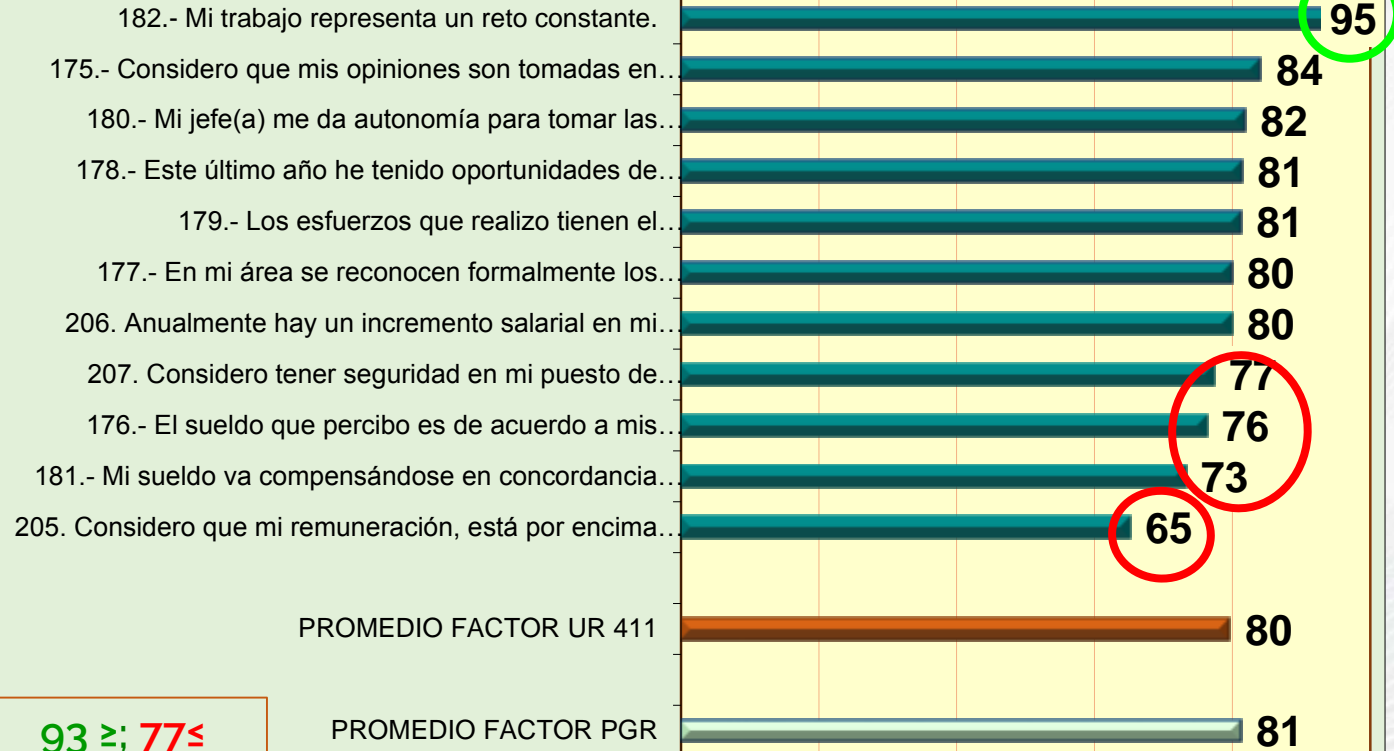 182.- Mi trabajo representa un reto constante. 95
175.- Considero que mis opiniones son tomadas en… 84
180.- Mi jefe(a) me da autonomía para tomar las… 82
178.- Este último año he tenido oportunidades de… 81
179.- Los esfuerzos que realizo tienen el… 81
177.- En mi área se reconocen formalmente los… 80
206. Anualmente hay un incremento salarial en mi… 80
207. Considero tener seguridad en mi puesto de… 77
176.- El sueldo que percibo es de acuerdo a mis… 76
181.- Mi sueldo va compensándose en concordancia… 73
205. Considero que mi remuneración, está por encima… 65
PROMEDIO FACTOR UR 411 80
PROMEDIO FACTOR PGR 81
93 ≥; 77≤